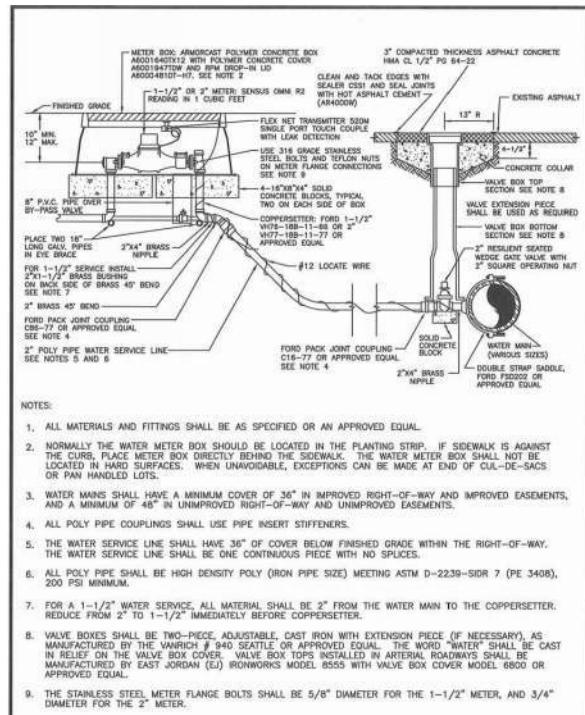 METER BOX: ARMORCAST POLYMER CONCRETE BOX
A6001640TX12 WITH POLYMER CONCRETE COVER
A6001947TDW AND RPM DROP-IN LID
A6000481DT-H7. SEE NOTE 2
1-1/2" OR 2" METER: SENSUS OMNI R2
READING IN 1 CUBIC FEET
FINISHED GRADE
10" MIN.
12" MAX.
FLEX NET TRANSMITTER 520M
SINGLE PORT TOUCH COUPLE
WITH LEAK DETECTION
USE 316 GRADE STAINLESS
STEEL BOLTS AND TEFLON NUTS
ON METER FLANGE CONNECTIONS
SEE NOTE 9
8" P.V.C. PIPE OVER
BY-PASS VALVE
4-16"X8"X4" SOLID
CONCRETE BLOCKS, TYPICAL
TWO ON EACH SIDE OF BOX
COPPERSETTER: FORD 1-1/2"
VH76-18B-11-66 OR 2"
VH77-18B-11-77 OR
APPROVED EQUAL
PLACE TWO 18"
LONG GALV. PIPES
IN EYE BRACE
2"X4" BRASS
NIPPLE
FOR 1-1/2" SERVICE INSTALL
2"X1-1/2" BRASS BUSHING
ON BACK SIDE OF BRASS 45° BEND
SEE NOTE 7
#12 LOCATE WIRE
2" BRASS 45° BEND
FORD PACK JOINT COUPLING
C86-77 OR APPROVED EQUAL
SEE NOTE 4
2" POLY PIPE WATER SERVICE LINE
SEE NOTES 5 AND 6
3" COMPACTED THICKNESS ASPHALT CONCRETE
HMA CL 1/2" PG 64-22
CLEAN AND TACK EDGES WITH
SEALER CSS1 AND SEAL JOINTS
WITH HOT ASPHALT CEMENT
(AR4000W)
13" R
EXISTING ASPHALT
4-1/2"
CONCRETE COLLAR
VALVE BOX TOP
SECTION SEE NOTE 8
VALVE EXTENSION PIECE
SHALL BE USED AS REQUIRED
VALVE BOX BOTTOM
SECTION SEE NOTE 8
2" RESILIENT SEATED
WEDGE GATE VALVE WITH
2" SQUARE OPERATING NUT
FORD PACK JOINT COUPLING
C16-77 OR APPROVED EQUAL
SEE NOTE 4
SOLID
CONCRETE
BLOCK
2"X4" BRASS
NIPPLE
WATER MAIN
(VARIOUS SIZES)
DOUBLE STRAP SADDLE,
FORD FSD202 OR
APPROVED EQUAL
NOTES:
1. ALL MATERIALS AND FITTINGS SHALL BE AS SPECIFIED OR AN APPROVED EQUAL.
2. NORMALLY THE WATER METER BOX SHOULD BE LOCATED IN THE PLANTING STRIP. IF SIDEWALK IS AGAINST
THE CURB, PLACE METER BOX DIRECTLY BEHIND THE SIDEWALK. THE WATER METER BOX SHALL NOT BE
LOCATED IN HARD SURFACES. WHEN UNAVOIDABLE, EXCEPTIONS CAN BE MADE AT END OF CUL-DE-SACS
OR PAN HANDLED LOTS.
3. WATER MAINS SHALL HAVE A MINIMUM COVER OF 36" IN IMPROVED RIGHT-OF-WAY AND IMPROVED EASEMENTS,
AND A MINIMUM OF 48" IN UNIMPROVED RIGHT-OF-WAY AND UNIMPROVED EASEMENTS.
4. ALL POLY PIPE COUPLINGS SHALL USE PIPE INSERT STIFFENERS.
5. THE WATER SERVICE LINE SHALL HAVE 36" OF COVER BELOW FINISHED GRADE WITHIN THE RIGHT-OF-WAY.
THE WATER SERVICE LINE SHALL BE ONE CONTINUOUS PIECE WITH NO SPLICES.
6. ALL POLY PIPE SHALL BE HIGH DENSITY POLY (IRON PIPE SIZE) MEETING ASTM D-2239-SIDR 7 (PE 3408),
200 PSI MINIMUM.
7. FOR A 1-1/2" WATER SERVICE, ALL MATERIAL SHALL BE 2" FROM THE WATER MAIN TO THE COPPERSETTER.
REDUCE FROM 2" TO 1-1/2" IMMEDIATELY BEFORE COPPERSETTER.
8. VALVE BOXES SHALL BE TWO-PIECE, ADJUSTABLE, CAST IRON WITH EXTENSION PIECE (IF NECESSARY), AS
MANUFACTURED BY THE VANRICH # 940 SEATTLE OR APPROVED EQUAL. THE WORD "WATER" SHALL BE CAST
IN RELIEF ON THE VALVE BOX COVER. VALVE BOX TOPS INSTALLED IN ARTERIAL ROADWAYS SHALL BE
MANUFACTURED BY EAST JORDAN (EJ) IRONWORKS MODEL 8555 WITH VALVE BOX COVER MODEL 6800 OR
APPROVED EQUAL.
9. THE STAINLESS STEEL METER FLANGE BOLTS SHALL BE 5/8" DIAMETER FOR THE 1-1/2" METER, AND 3/4"
DIAMETER FOR THE 2" METER.